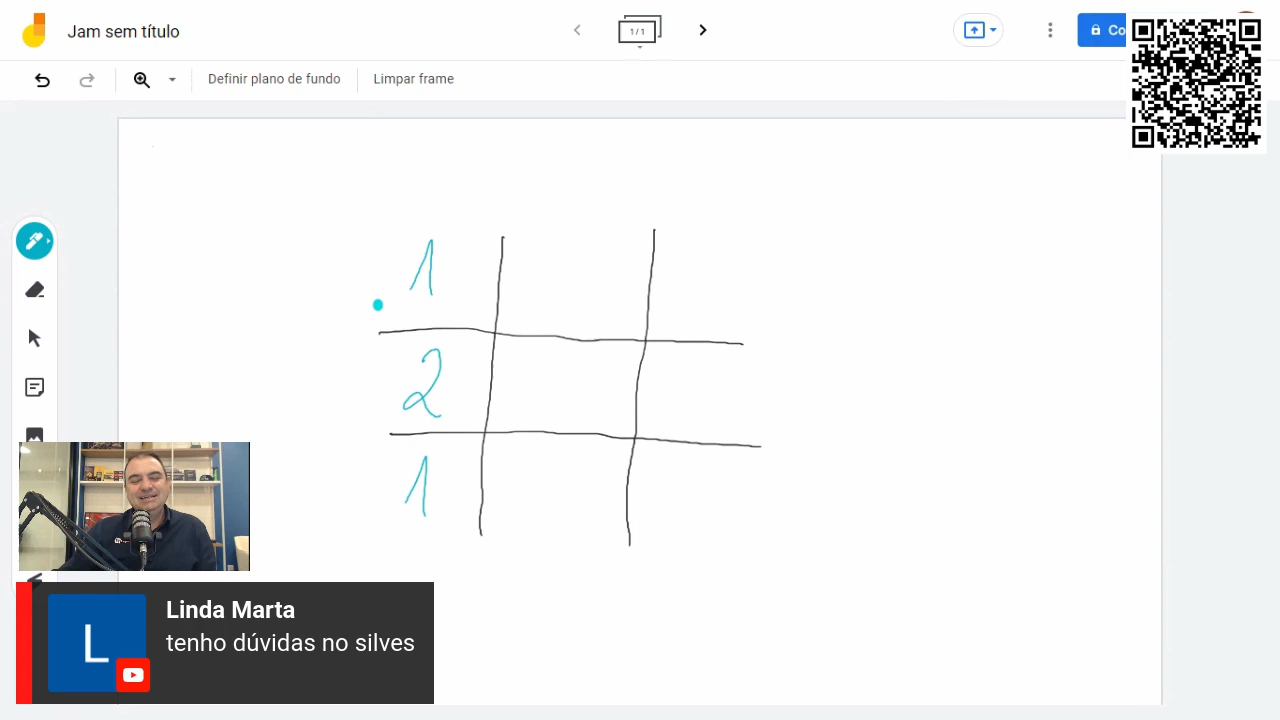 Jam sem título
1 / 1
Co
Definir plano de fundo
Limpar frame
1
2
1
L
Linda Marta
tenho dúvidas no silves